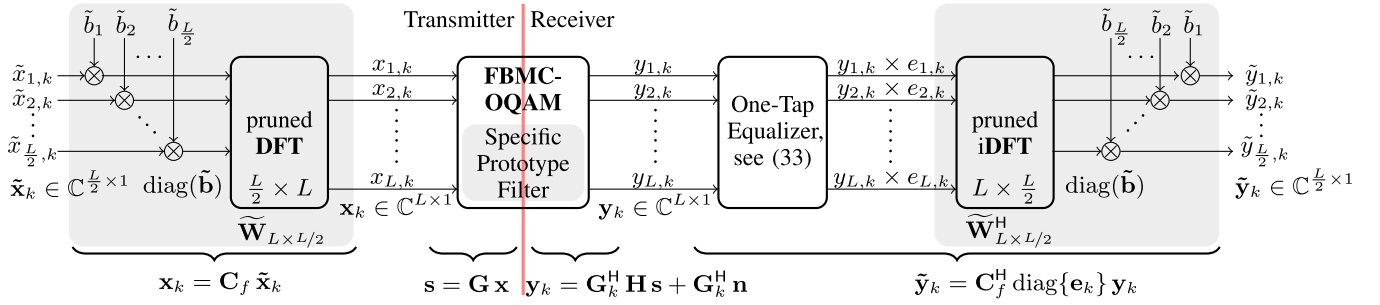 b̃₁ b̃₂ b̃_{L/2}
Transmitter Receiver
b̃_{L/2} b̃₂ b̃₁
···
x̃_{1,k}
x̃_{2,k}
⋮
x̃_{L/2,k}
x̃_k ∈ ℂ^{L/2×1}
diag(b̃)
pruned
DFT
L/2 × L
W̃_{L×L/2}
x_{1,k}
x_{2,k}
⋮
x_{L,k}
x_k ∈ ℂ^{L×1}
FBMC-
OQAM
Specific
Prototype
Filter
y_{1,k}
y_{2,k}
⋮
y_{L,k}
y_k ∈ ℂ^{L×1}
One-Tap
Equalizer,
see (33)
y_{1,k} × e_{1,k}
y_{2,k} × e_{2,k}
⋮
y_{L,k} × e_{L,k}
pruned
iDFT
L × L/2
W̃^H_{L×L/2}
···
diag(b̃)
ỹ_{1,k}
ỹ_{2,k}
⋮
ỹ_{L/2,k}
ỹ_k ∈ ℂ^{L/2×1}
x_k = C_f x̃_k
s = G x
y_k = G_k^H H s + G_k^H n
ỹ_k = C_f^H diag{e_k} y_k